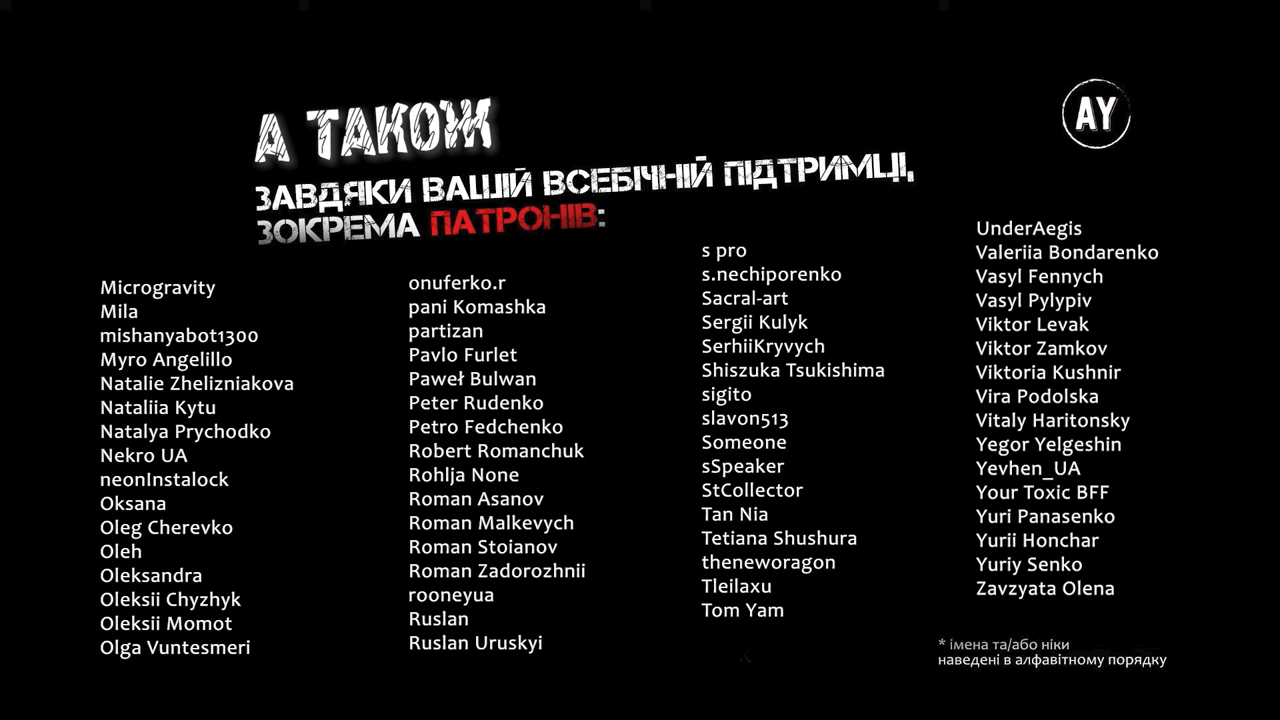 А ТАКОЖ
ЗАВДЯКИ ВАШІЙ ВСЕБІЧНІЙ ПІДТРИМЦІ,
ЗОКРЕМА ПАТРОНІВ:
AY
Microgravity
Mila
mishanyabot1300
Myro Angelillo
Natalie Zhelizniakova
Nataliia Kytu
Natalya Prychodko
Nekro UA
neonInstalock
Oksana
Oleg Cherevko
Oleh
Oleksandra
Oleksii Chyzhyk
Oleksii Momot
Olga Vuntesmeri
onuferko.r
pani Komashka
partizan
Pavlo Furlet
Paweł Bulwan
Peter Rudenko
Petro Fedchenko
Robert Romanchuk
Rohlja None
Roman Asanov
Roman Malkevych
Roman Stoianov
Roman Zadorozhnii
rooneyua
Ruslan
Ruslan Uruskyi
s pro
s.nechiporenko
Sacral-art
Sergii Kulyk
SerhiiKryvych
Shiszuka Tsukishima
sigito
slavon513
Someone
sSpeaker
StCollector
Tan Nia
Tetiana Shushura
theneworagon
Tleilaxu
Tom Yam
UnderAegis
Valeriia Bondarenko
Vasyl Fennych
Vasyl Pylypiv
Viktor Levak
Viktor Zamkov
Viktoria Kushnir
Vira Podolska
Vitaly Haritonsky
Yegor Yelgeshin
Yevhen_UA
Your Toxic BFF
Yuri Panasenko
Yurii Honchar
Yuriy Senko
Zavzyata Olena
* імена та/або ніки
наведені в алфавітному порядку